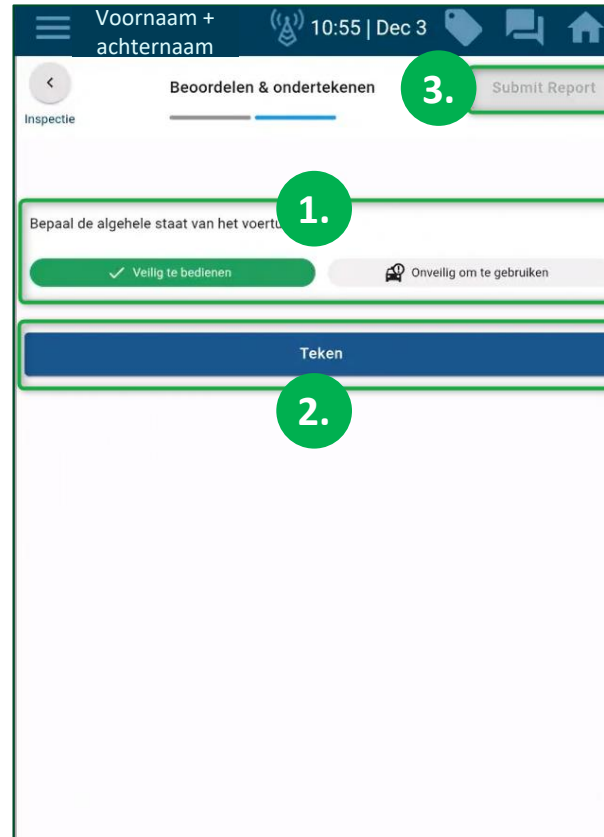 Voornaam +
achternaam
10:55 | Dec 3
Beoordelen & ondertekenen
3.
Submit Report
Inspectie
1.
Bepaal de algehele staat van het voertu
Veilig te bedienen
Onveilig om te gebruiken
Teken
2.